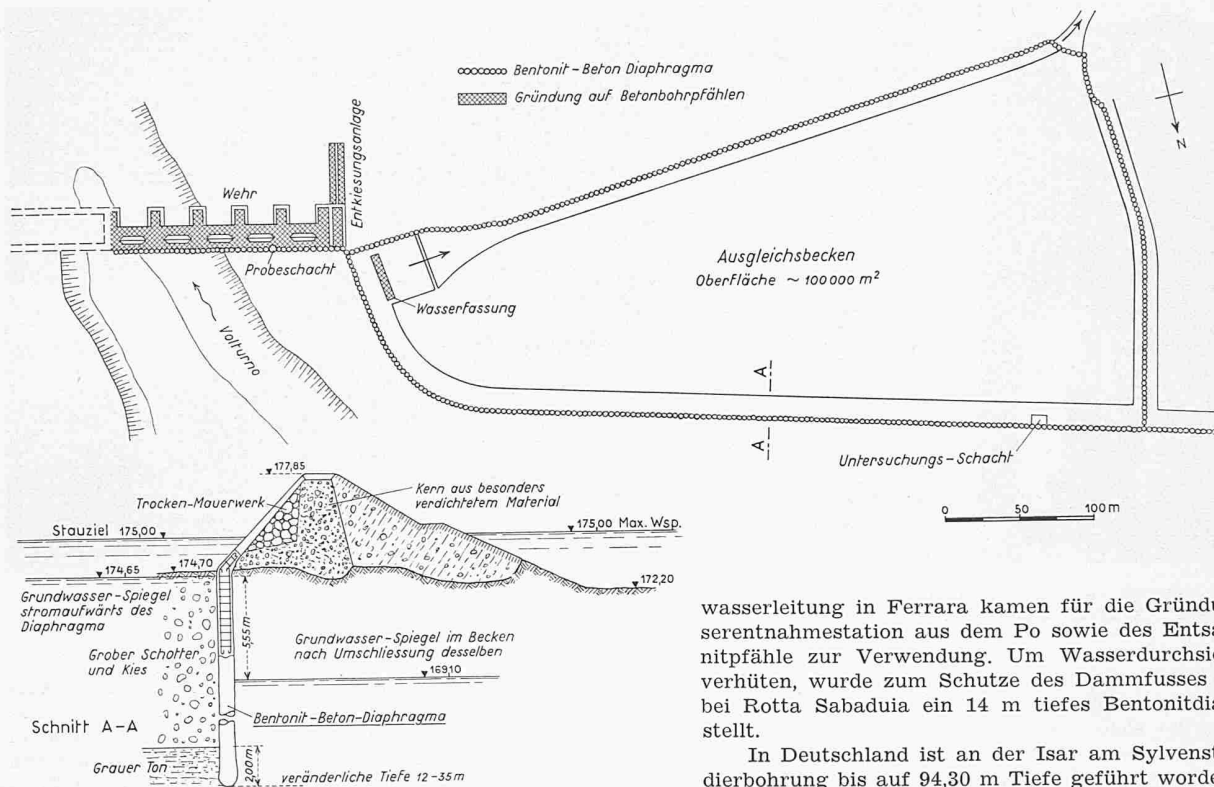 Bentonit-Beton Diaphragma
Gründung auf Betonbohrpfählen
Entkiesungsanlage
Wehr
Probeschacht
Volturno
Wasserfassung
Ausgleichsbecken
Oberfläche ~ 100 000 m²
N
A
A
Untersuchungs-Schacht
0 50 100 m
177,85
Trocken-Mauerwerk
Kern aus besonders
verdichtetem Material
Stauziel 175,00
175,00 Max. Wsp.
174,65
174,70
172,20
Grundwasser-Spiegel
stromaufwärts des
Diaphragma
5,55 m
Grundwasser-Spiegel im Becken
nach Umschliessung desselben
169,10
Grober Schotter
und Kies
Schnitt A-A
Bentonit-Beton-Diaphragma
Grauer Ton
2,00 m
veränderliche Tiefe 12-35 m
wasserleitung in Ferrara kamen für die Gründu
serentnahmestation aus dem Po sowie des Entsa
nitpfähle zur Verwendung. Um Wasserdurchsic
verhüten, wurde zum Schutze des Dammfusses
bei Rotta Sabaduia ein 14 m tiefes Bentonitdia
stellt.
In Deutschland ist an der Isar am Sylvenst
dierbohrung bis auf 94,30 m Tiefe geführt worde